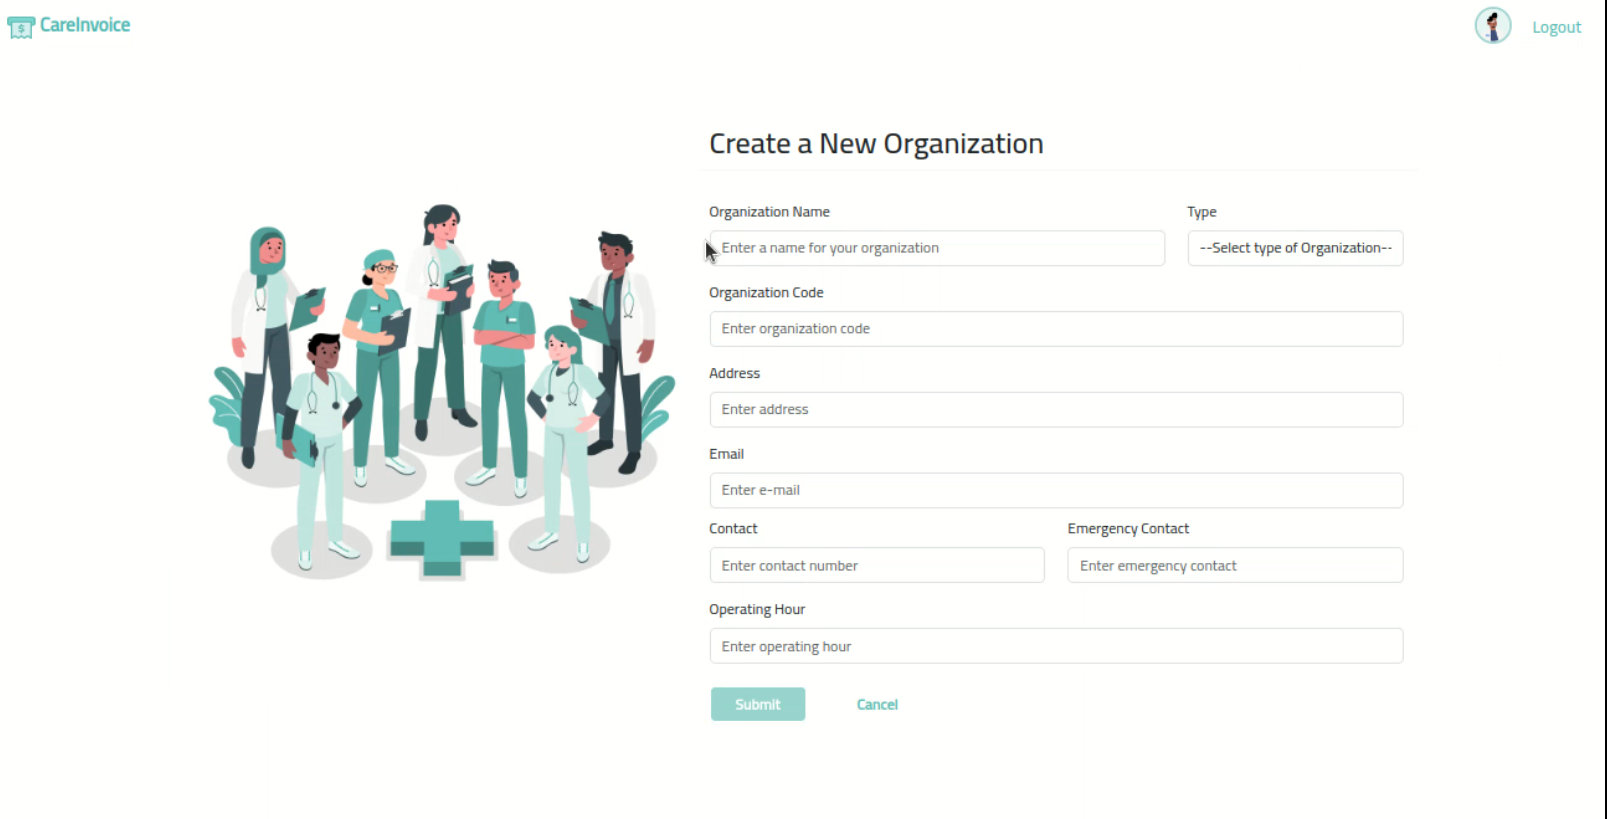 CareInvoice
Logout
Create a New Organization
Organization Name
Type
Enter a name for your organization
--Select type of Organization--
Organization Code
Enter organization code
Address
Enter address
Email
Enter e-mail
Contact
Emergency Contact
Enter contact number
Enter emergency contact
Operating Hour
Enter operating hour
Submit
Cancel